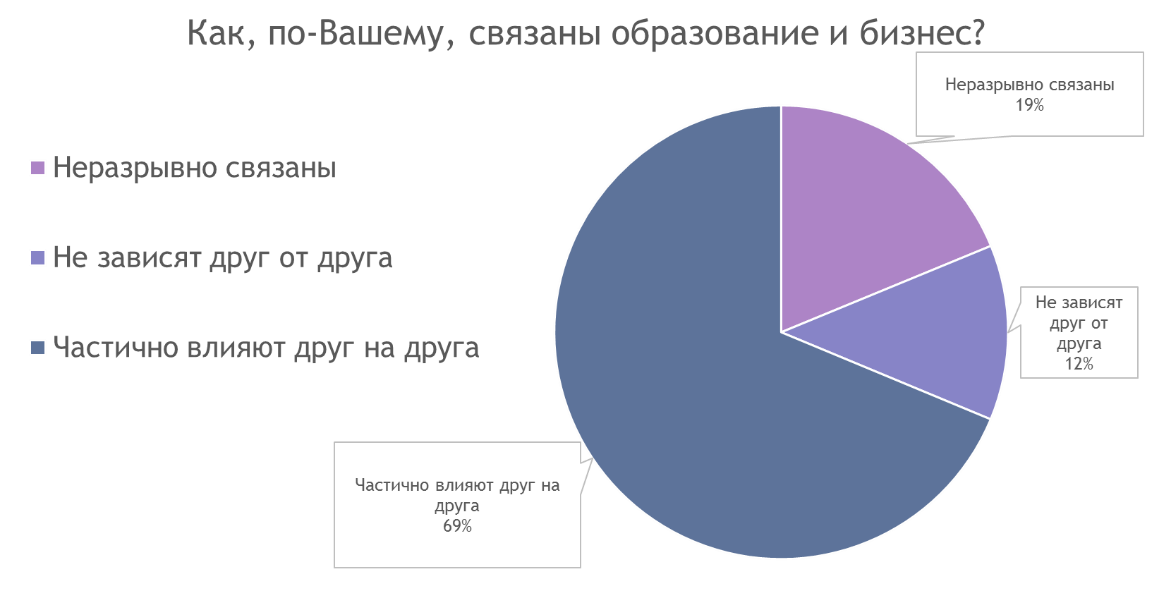 Как, по-Вашему, связаны образование и бизнес?
Неразрывно связаны
19%
Неразрывно связаны
Не зависят друг от друга
Частично влияют друг на друга
Не зависят
друг от
друга
12%
Частично влияют друг на
друга
69%